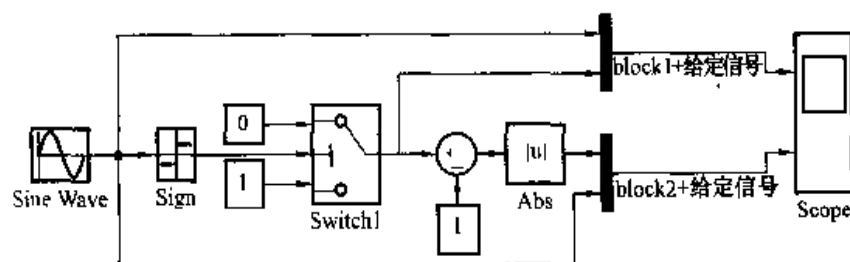 block1+给定信号
0
|u|
1
block2+给定信号
Sine Wave
Sign
Switch1
1
Abs
Scope